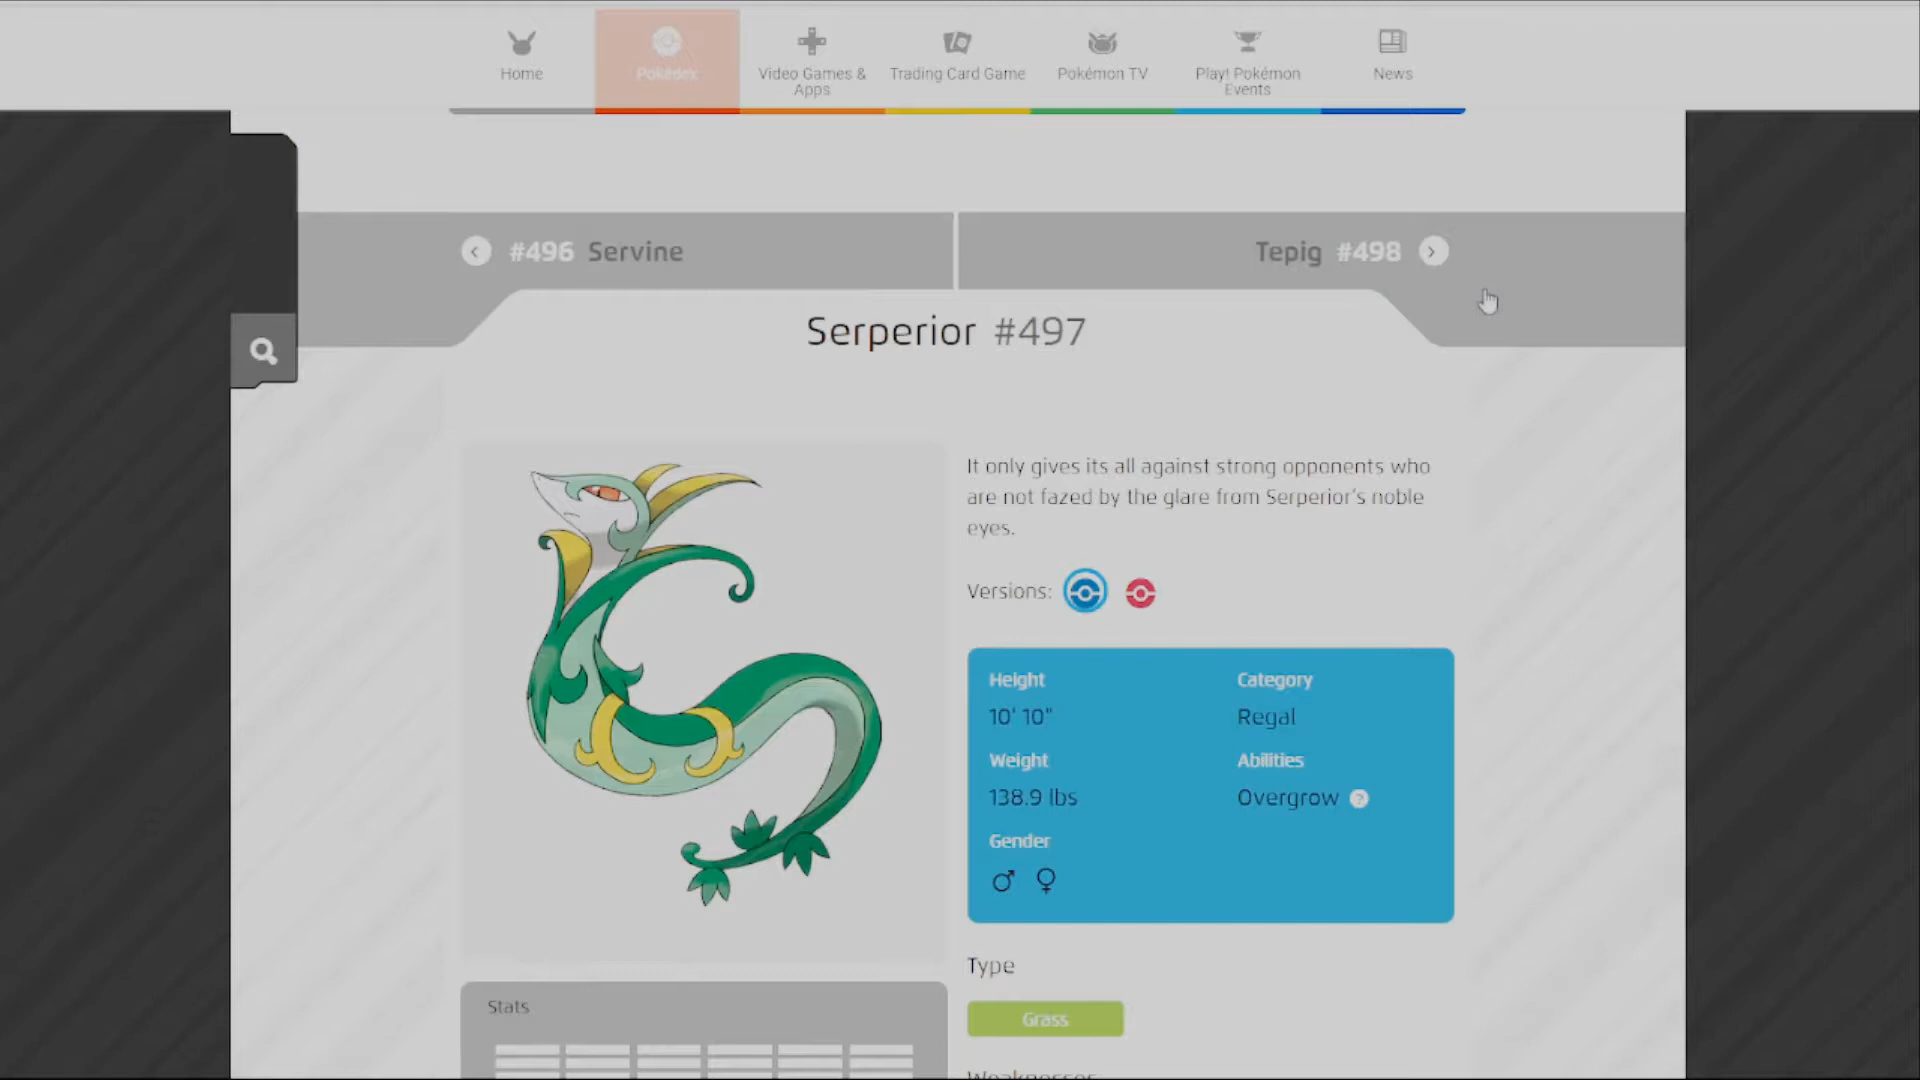 Home
Pokédex
Video Games &
Apps
Trading Card Game
Pokémon TV
Play! Pokémon
Events
News
#496 Servine
Tepig #498
Serperior #497
It only gives its all against strong opponents who
are not fazed by the glare from Serperior's noble
eyes.
Versions:
Height
10' 10"
Category
Regal
Weight
138.9 lbs
Abilities
Overgrow ?
Gender
Type
Grass
Stats
Weaknesses